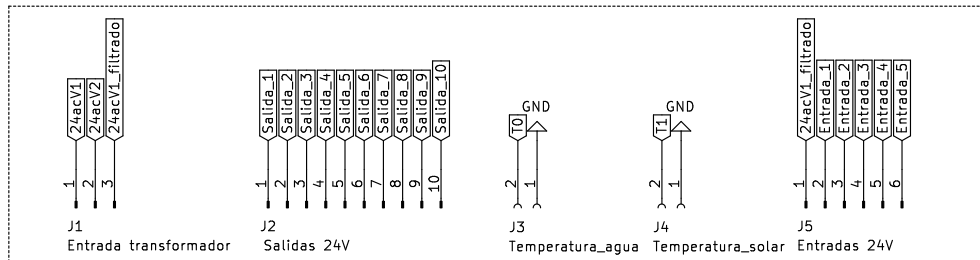 24acV1
24acV2
24acV1_filtrado
1
2
3
J1
Entrada transformador
Salida_1
Salida_2
Salida_3
Salida_4
Salida_5
Salida_6
Salida_7
Salida_8
Salida_9
Salida_10
1
2
3
4
5
6
7
8
9
10
J2
Salidas 24V
GND
T0
2
1
J3
Temperatura_agua
GND
T1
2
1
J4
Temperatura_solar
24acV1_filtrado
Entrada_1
Entrada_2
Entrada_3
Entrada_4
Entrada_5
1
2
3
4
5
6
J5
Entradas 24V